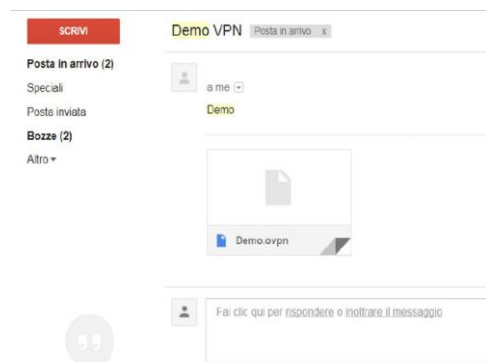 SCRIVI
Demo VPN Posta in arrivo x
Posta in arrivo (2)
Speciali
a me
Posta inviata
Demo
Bozze (2)
Altro
Demo.ovpn
Fai clic qui per rispondere o inoltrare il messaggio